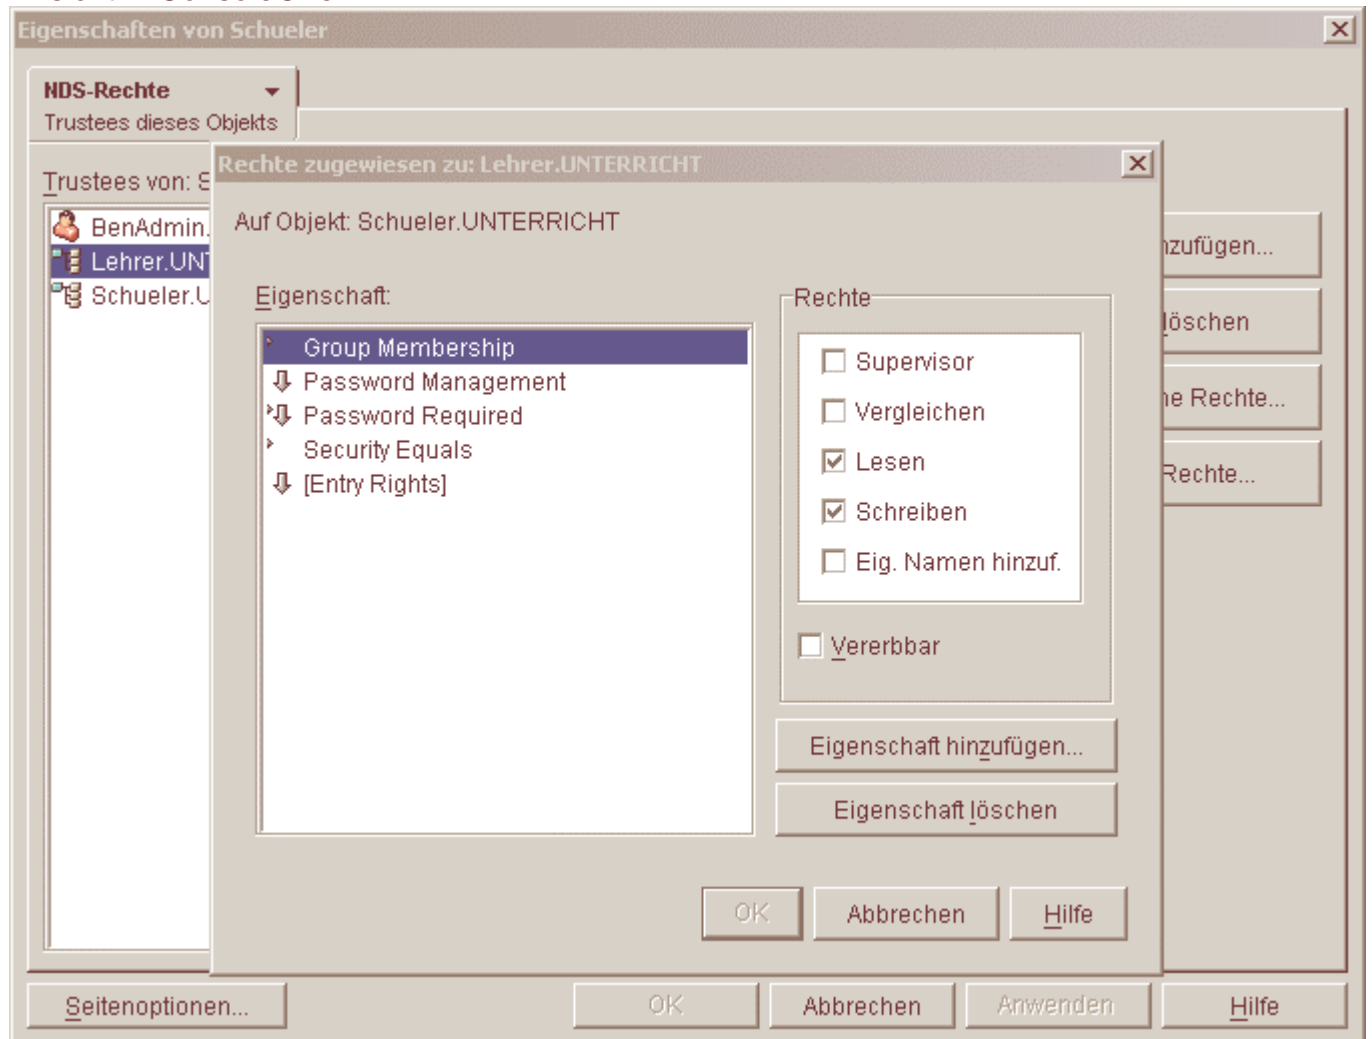 Eigenschaften von Schueler
NDS-Rechte
Trustees dieses Objekts
Trustees von: S
BenAdmin.
Lehrer.UNT
Schueler.U
nzufügen...
löschen
ne Rechte...
Rechte...
Rechte zugewiesen zu: Lehrer.UNTERRICHT
Auf Objekt: Schueler.UNTERRICHT
Eigenschaft:
Group Membership
Password Management
Password Required
Security Equals
[Entry Rights]
Rechte
Supervisor
Vergleichen
Lesen
Schreiben
Eig. Namen hinzuf.
Vererbbar
Eigenschaft hinzufügen...
Eigenschaft löschen
OK Abbrechen Hilfe
Seitenoptionen... OK Abbrechen Anwenden Hilfe